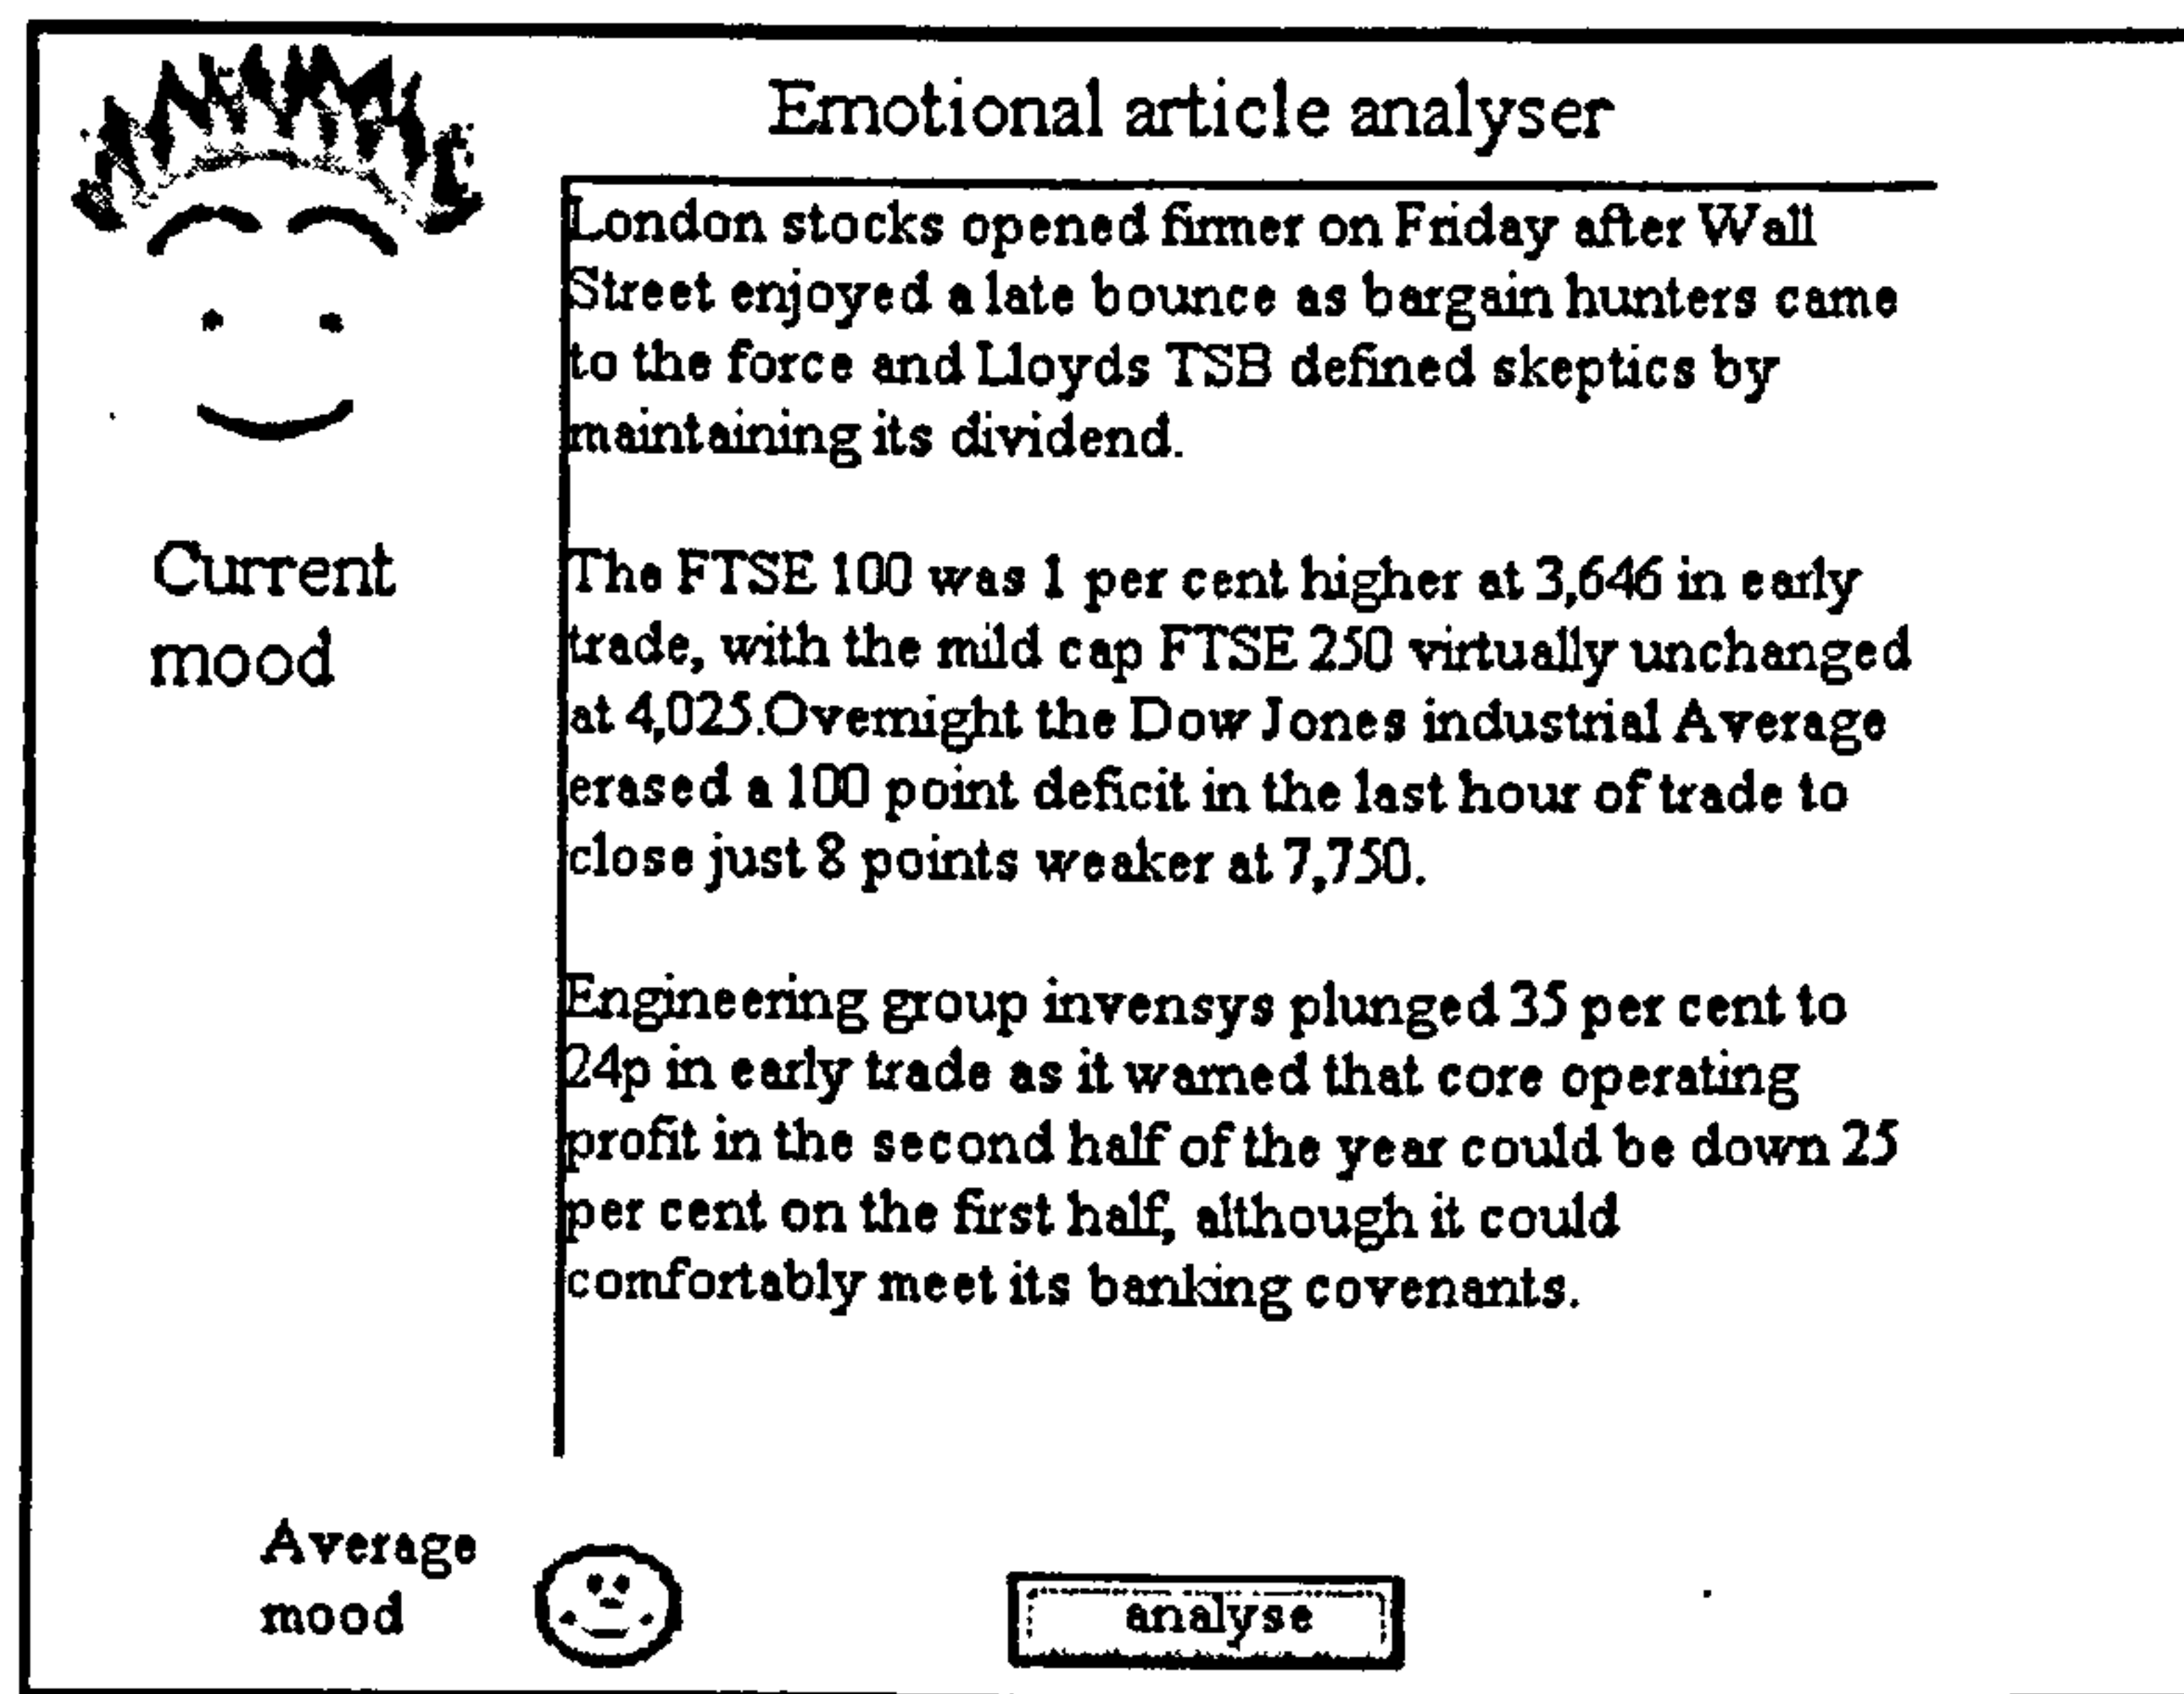 Emotional article analyser
London stocks opened firmer on Friday after Wall
Street enjoyed a late bounce as bargain hunters came
to the force and Lloyds TSB defined skeptics by
maintaining its dividend.
Current
mood
The FTSE 100 was 1 per cent higher at 3,646 in early
trade, with the mild cap FTSE 250 virtually unchanged
at 4,025.Overnight the Dow Jones industrial Average
erased a 100 point deficit in the last hour of trade to
close just 8 points weaker at 7,750.
Engineering group invensys plunged 35 per cent to
24p in early trade as it warned that core operating
profit in the second half of the year could be down 25
per cent on the first half, although it could
comfortably meet its banking covenants.
Average
mood
analyse